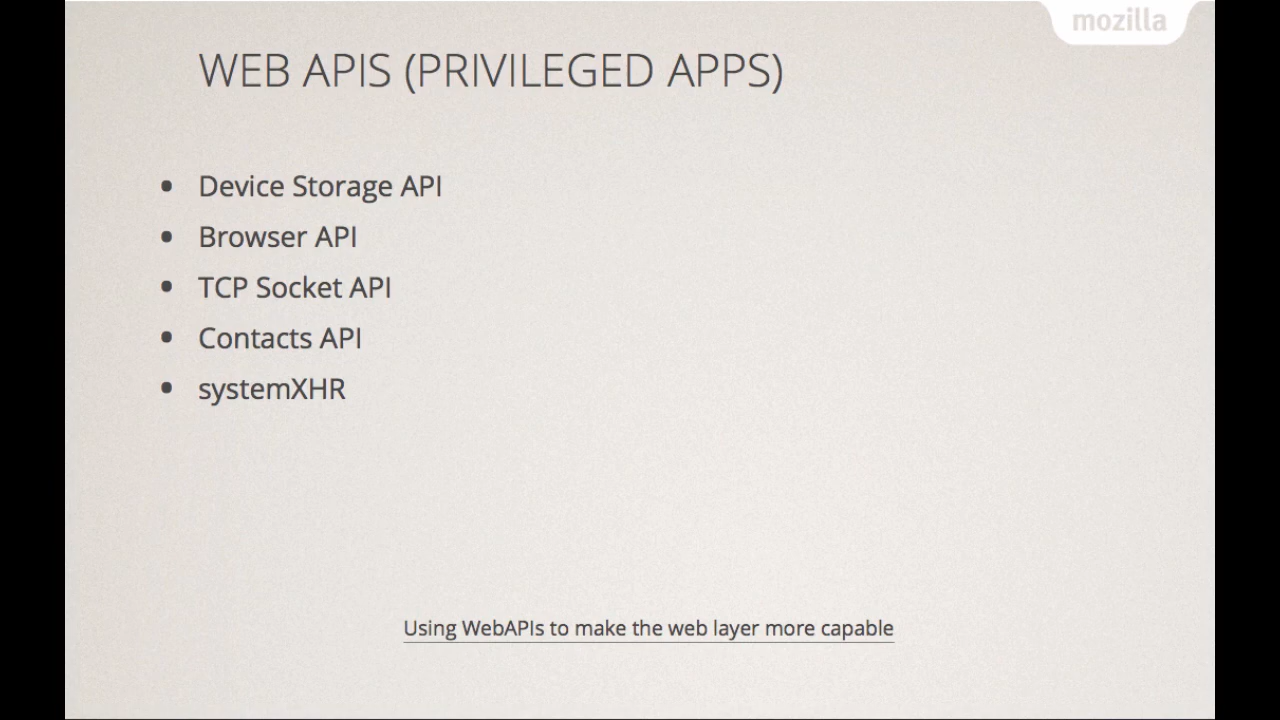 mozilla
WEB APIS (PRIVILEGED APPS)
• Device Storage API
• Browser API
• TCP Socket API
• Contacts API
• systemXHR
Using WebAPIs to make the web layer more capable